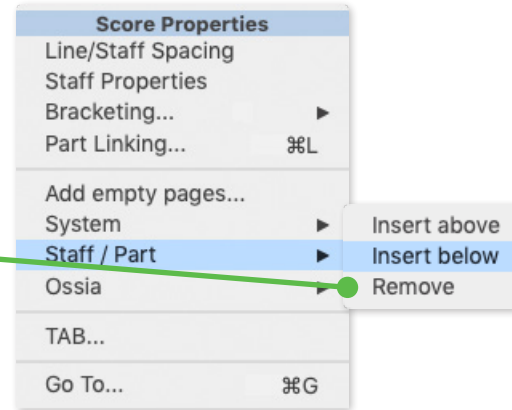 Score Properties
Line/Staff Spacing
Staff Properties
Bracketing...
Part Linking... ⌘L
Add empty pages...
System
Staff / Part
Ossia
TAB...
Go To... ⌘G
Insert above
Insert below
Remove